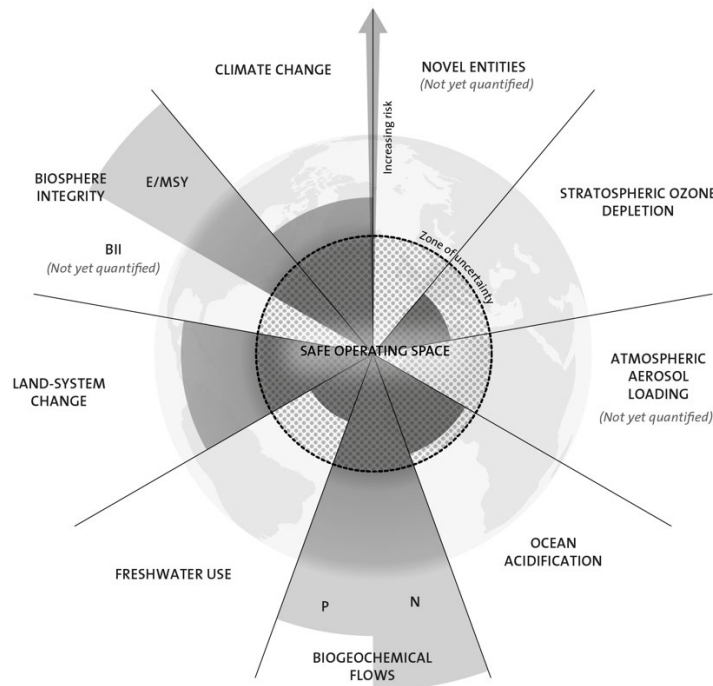 CLIMATE CHANGE
NOVEL ENTITIES
(Not yet quantified)
Increasing risk
BIOSPHERE
INTEGRITY
E/MSY
STRATOSPHERIC OZONE
DEPLETION
BII
(Not yet quantified)
Zone of uncertainty
SAFE OPERATING SPACE
LAND-SYSTEM
CHANGE
ATMOSPHERIC
AEROSOL
LOADING
(Not yet quantified)
FRESHWATER USE
OCEAN
ACIDIFICATION
P
N
BIOGEOCHEMICAL
FLOWS